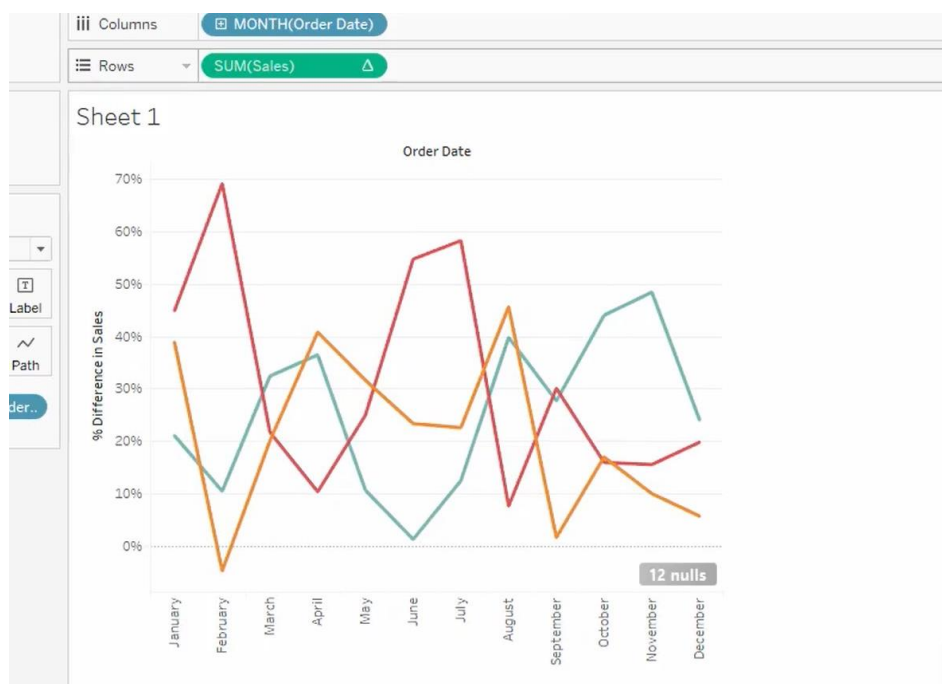 Columns
MONTH(Order Date)
Rows
SUM(Sales) Δ
Sheet 1
Order Date
70%
60%
50%
40%
30%
20%
10%
0%
% Difference in Sales
12 nulls
January
February
March
April
May
June
July
August
September
October
November
December
T
Label
Path
der..